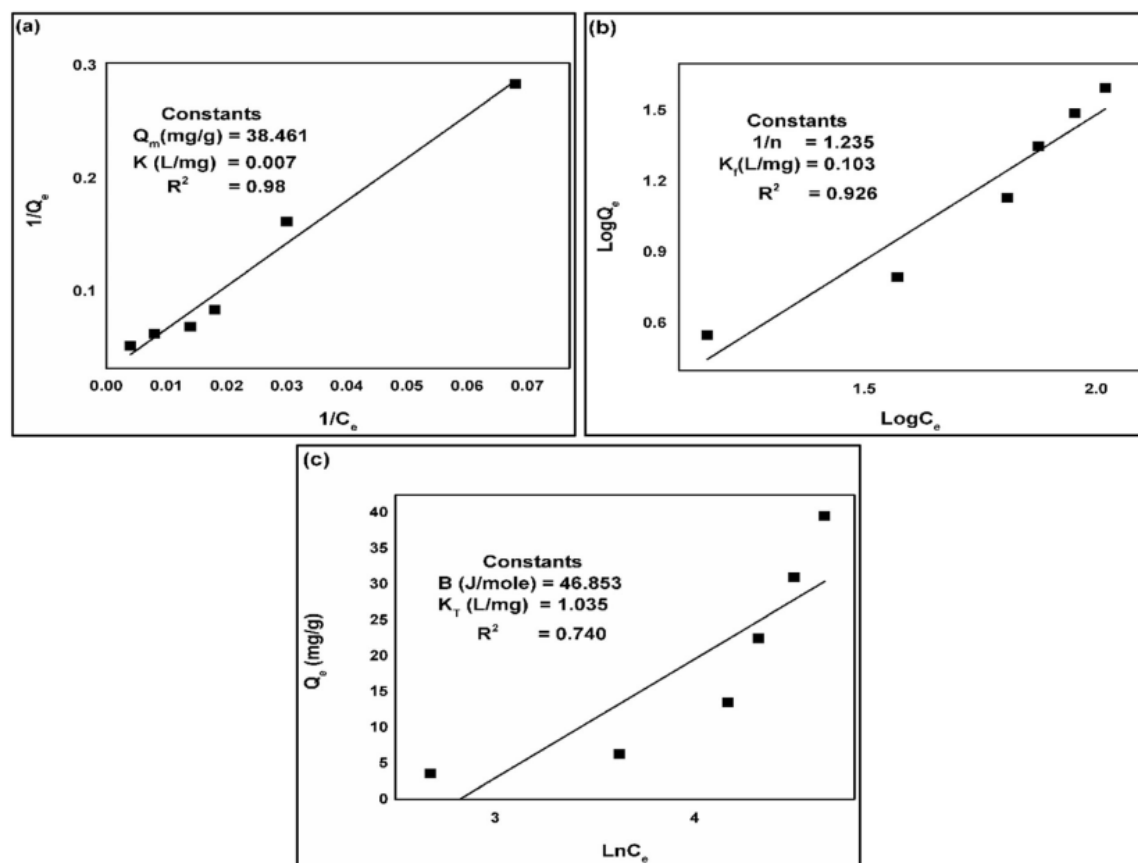 (a)
0.3
0.2
0.1
1/Qₑ
Constants
Qₘ(mg/g) = 38.461
K (L/mg) = 0.007
R² = 0.98
0.00 0.01 0.02 0.03 0.04 0.05 0.06 0.07
1/Cₑ
(b)
1.5
1.2
0.9
0.6
LogQₑ
Constants
1/n = 1.235
K_f(L/mg) = 0.103
R² = 0.926
1.5 2.0
LogCₑ
(c)
40
35
30
25
20
15
10
5
0
Qₑ (mg/g)
Constants
B (J/mole) = 46.853
K_T (L/mg) = 1.035
R² = 0.740
3 4
LnCₑ